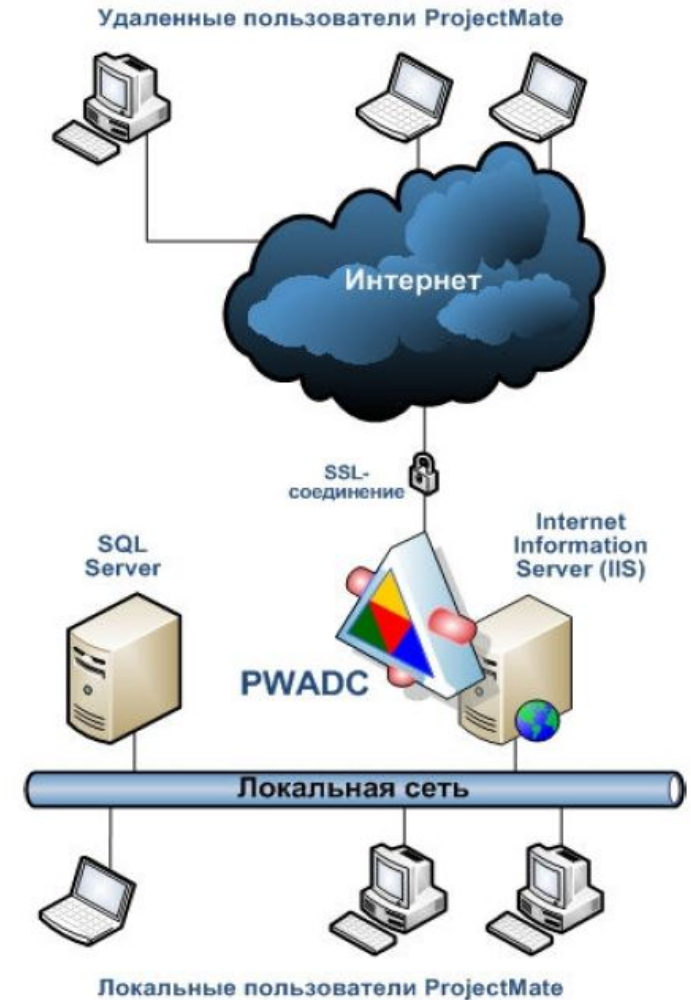 Удаленные пользователи ProjectMate
Интернет
SSL-
соединение
SQL
Server
Internet
Information
Server (IIS)
PWADC
Локальная сеть
Локальные пользователи ProjectMate